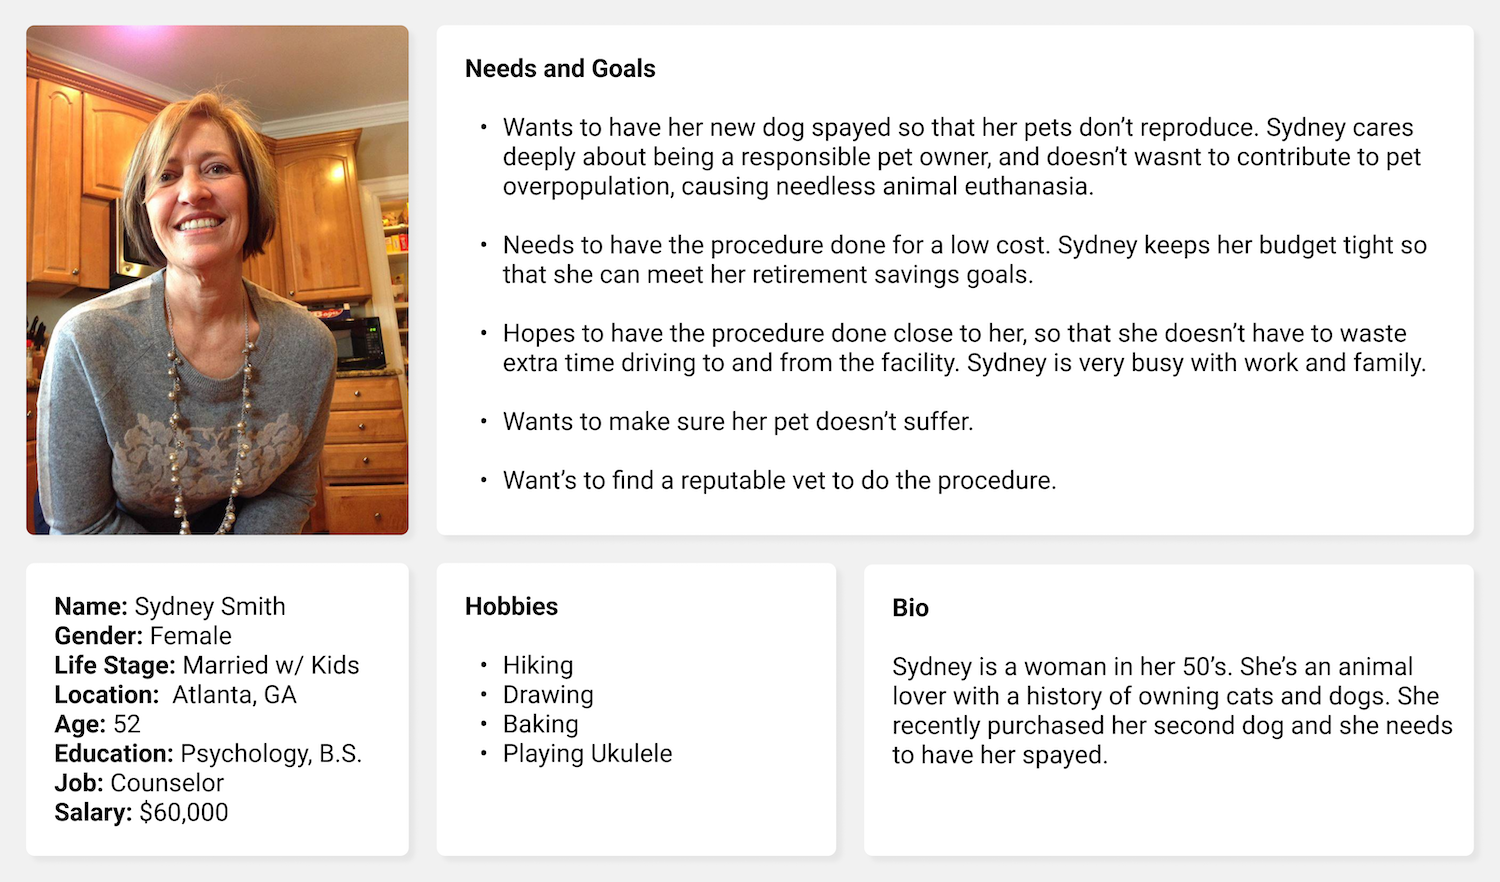 Needs and Goals
• Wants to have her new dog spayed so that her pets don’t reproduce. Sydney cares
deeply about being a responsible pet owner, and doesn’t wasnt to contribute to pet
overpopulation, causing needless animal euthanasia.
• Needs to have the procedure done for a low cost. Sydney keeps her budget tight so
that she can meet her retirement savings goals.
• Hopes to have the procedure done close to her, so that she doesn’t have to waste
extra time driving to and from the facility. Sydney is very busy with work and family.
• Wants to make sure her pet doesn’t suffer.
• Want’s to find a reputable vet to do the procedure.
Name: Sydney Smith
Gender: Female
Life Stage: Married w/ Kids
Location: Atlanta, GA
Age: 52
Education: Psychology, B.S.
Job: Counselor
Salary: $60,000
Hobbies
• Hiking
• Drawing
• Baking
• Playing Ukulele
Bio
Sydney is a woman in her 50’s. She’s an animal
lover with a history of owning cats and dogs. She
recently purchased her second dog and she needs
to have her spayed.